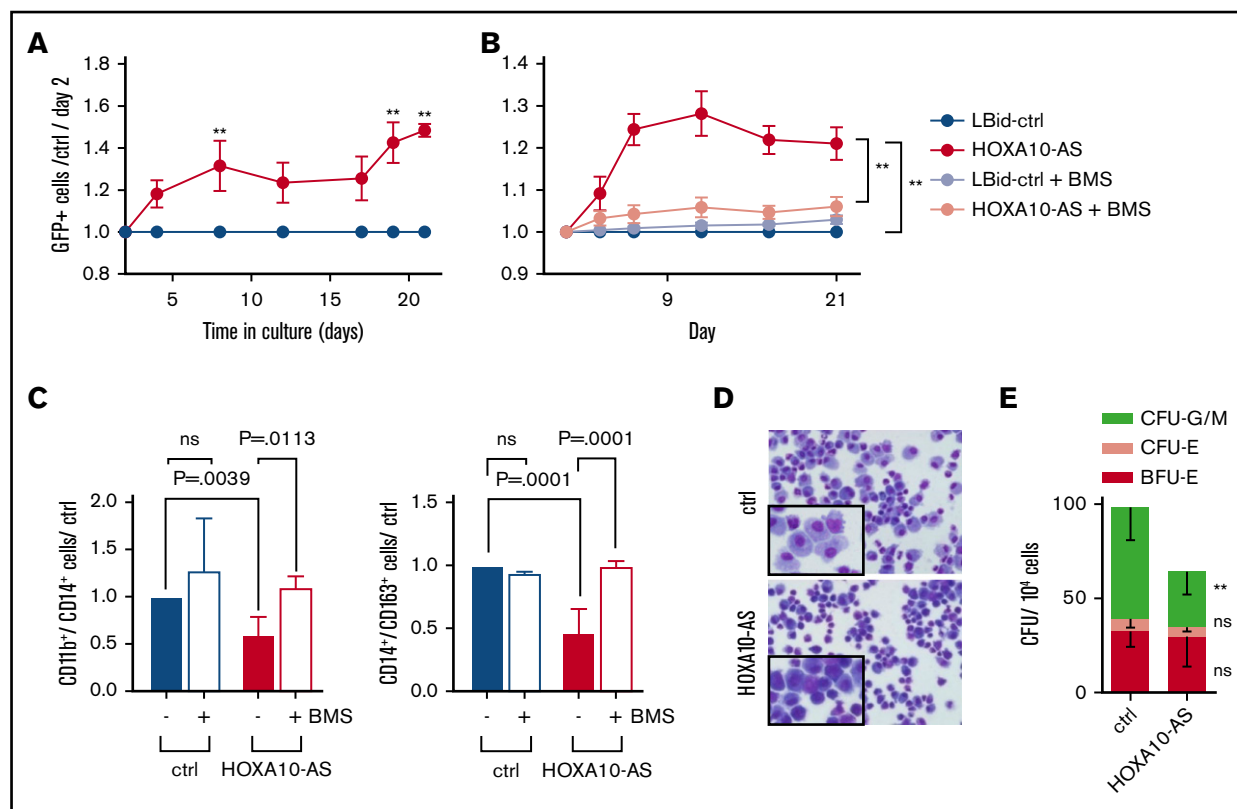 A
GFP+ cells /ctrl / day 2
1.8
1.6
1.4
1.2
1.0
0.8
**
**
**
5
10
15
20
Time in culture (days)
B
1.4
1.3
1.2
1.1
1.0
0.9
9
21
Day
**
**
LBid-ctrl
HOXA10-AS
LBid-ctrl + BMS
HOXA10-AS + BMS
C
CD11b+/ CD14+ cells/ ctrl
2.0
1.5
1.0
0.5
0.0
ns
P=.0113
P=.0039
- + - + BMS
ctrl HOXA10-AS
CD14+/ CD163+ cells/ ctrl
1.5
1.0
0.5
0.0
ns
P=.0001
P=.0001
- + - + BMS
ctrl HOXA10-AS
D
ctrl
HOXA10-AS
E
CFU-G/M
CFU-E
BFU-E
CFU/ 10⁴ cells
100
50
0
**
ns
ns
ctrl
HOXA10-AS